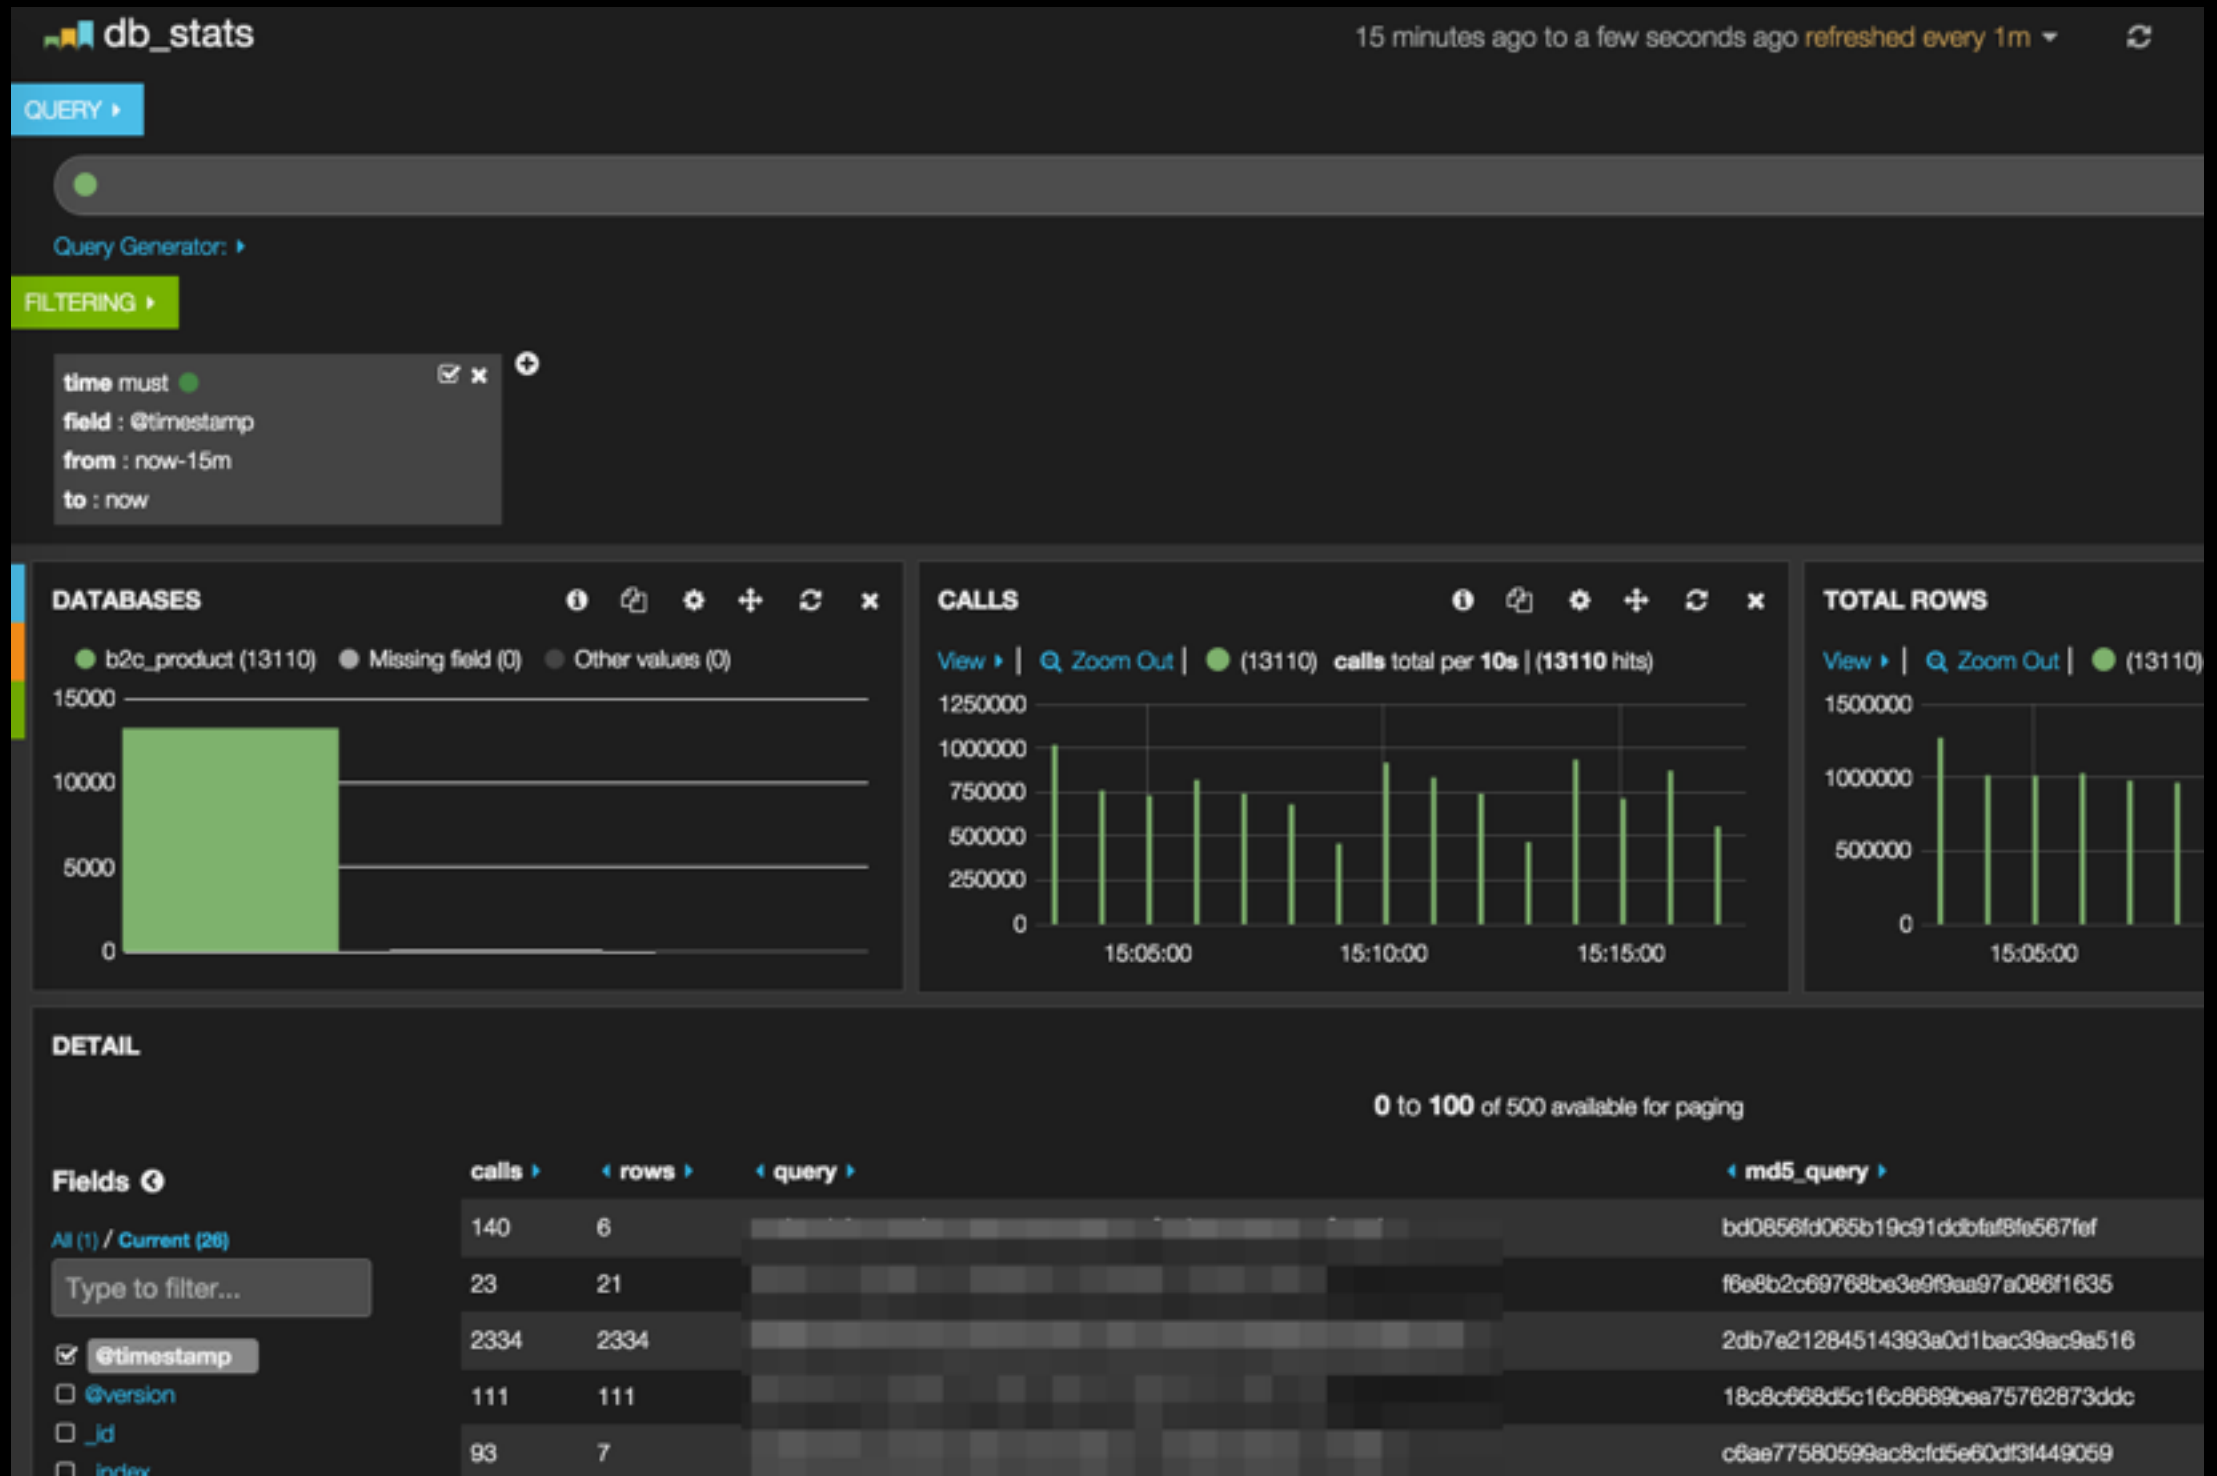 db_stats
15 minutes ago to a few seconds ago refreshed every 1m
QUERY
Query Generator:
FILTERING
time must
field : @timestamp
from : now-15m
to : now
DATABASES
b2c_product (13110) Missing field (0) Other values (0)
15000
10000
5000
0
CALLS
View | Zoom Out | (13110) calls total per 10s | (13110 hits)
1250000
1000000
750000
500000
250000
0
15:05:00 15:10:00 15:15:00
TOTAL ROWS
View | Zoom Out | (13110)
1500000
1000000
500000
0
15:05:00
DETAIL
0 to 100 of 500 available for paging
Fields
All (1) / Current (26)
Type to filter...
@timestamp
@version
_id
_index
calls rows query md5_query
140 6 bd0856fd065b19c91ddbfaf8fe567fef
23 21 f6e8b2c69768be3e9f9aa97a086f1635
2334 2334 2db7e21284514393a0d1bac39ac9a516
111 111 18c8c668d5c16c8689bea75762873ddc
93 7 c6ae77580599ac8cfd5e60df3f449059